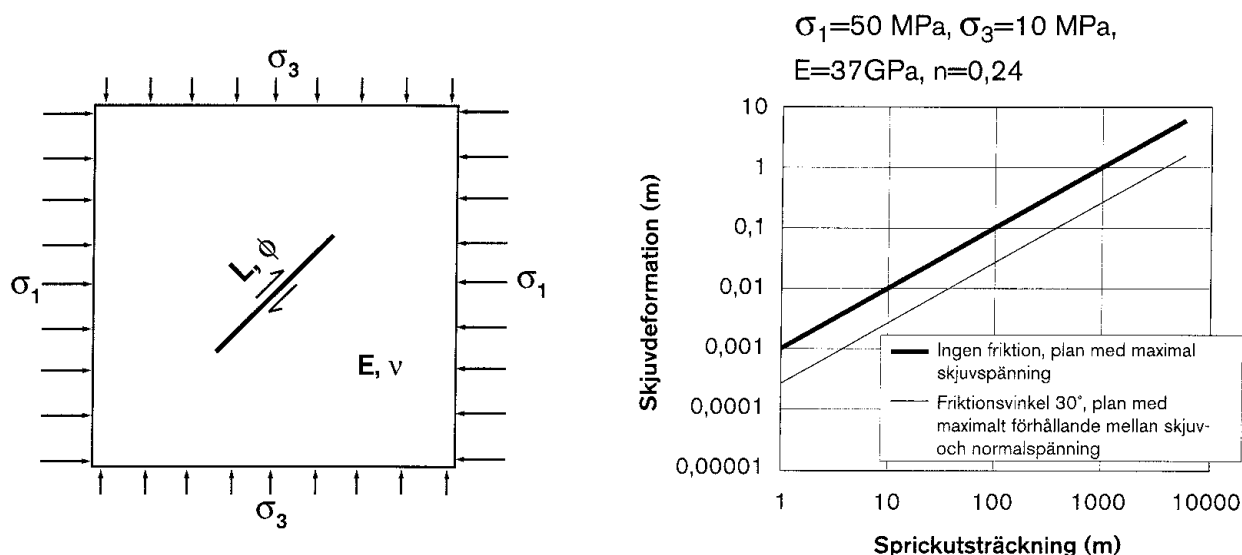 σ3
σ1
L, ϕ
σ1
E, ν
σ3
σ1=50 MPa, σ3=10 MPa,
E=37GPa, n=0,24
Skjuvdeformation (m)
10
1
0,1
0,01
0,001
0,0001
0,00001
Ingen friktion, plan med maximal
skjuvspänning
Friktionsvinkel 30°, plan med
maximalt förhållande mellan skjuv-
och normalspänning
1
10
100
1000
10000
Sprickutsträckning (m)